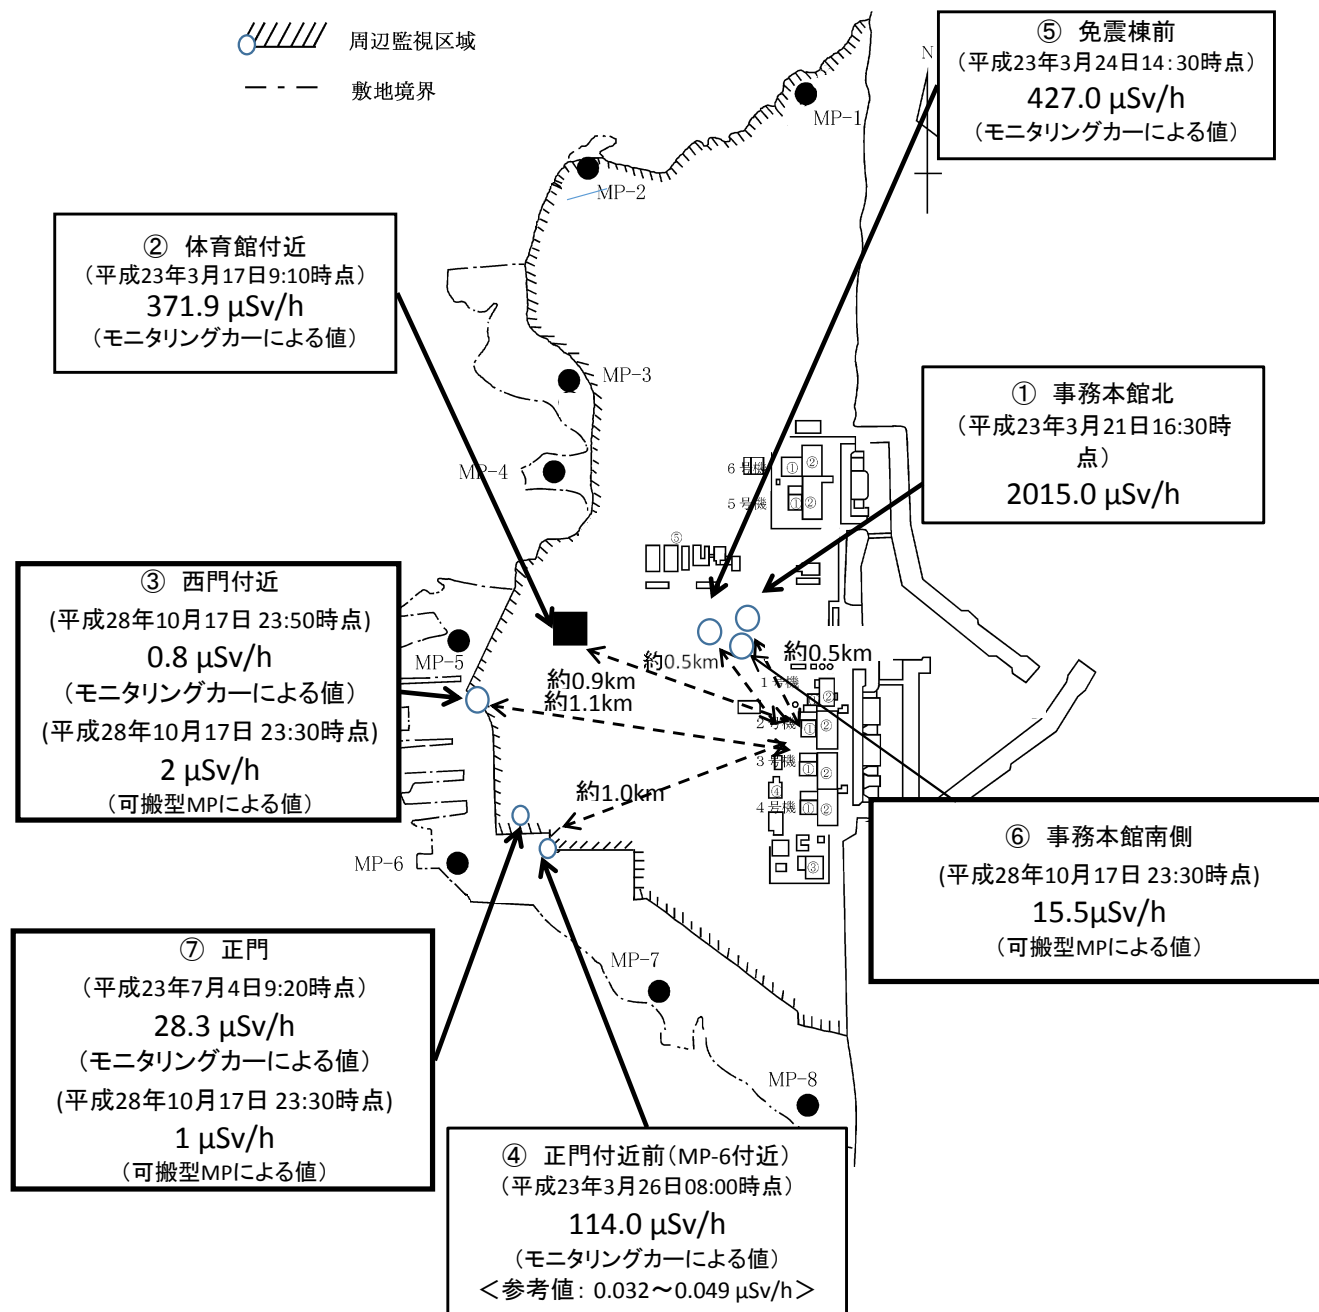 周辺監視区域
敷地境界
⑤ 免震棟前
(平成23年3月24日14:30時点)
427.0 μSv/h
(モニタリングカーによる値)
N
MP-1
MP-2
② 体育館付近
(平成23年3月17日9:10時点)
371.9 μSv/h
(モニタリングカーによる値)
MP-3
MP-4
① 事務本館北
(平成23年3月21日16:30時
点)
2015.0 μSv/h
6号機
①
②
5号機
①
②
⑤
③ 西門付近
(平成28年10月17日 23:50時点)
0.8 μSv/h
(モニタリングカーによる値)
(平成28年10月17日 23:30時点)
2 μSv/h
(可搬型MPによる値)
MP-5
約0.5km
約0.5km
約0.9km
約1.1km
約1.0km
1号機
②
2号機
①
②
3号機
①
②
④
4号機
①
②
③
MP-6
⑥ 事務本館南側
(平成28年10月17日 23:30時点)
15.5μSv/h
(可搬型MPによる値)
⑦ 正門
(平成23年7月4日9:20時点)
28.3 μSv/h
(モニタリングカーによる値)
(平成28年10月17日 23:30時点)
1 μSv/h
(可搬型MPによる値)
MP-7
MP-8
④ 正門付近前(MP-6付近)
(平成23年3月26日08:00時点)
114.0 μSv/h
(モニタリングカーによる値)
<参考値: 0.032～0.049 μSv/h>